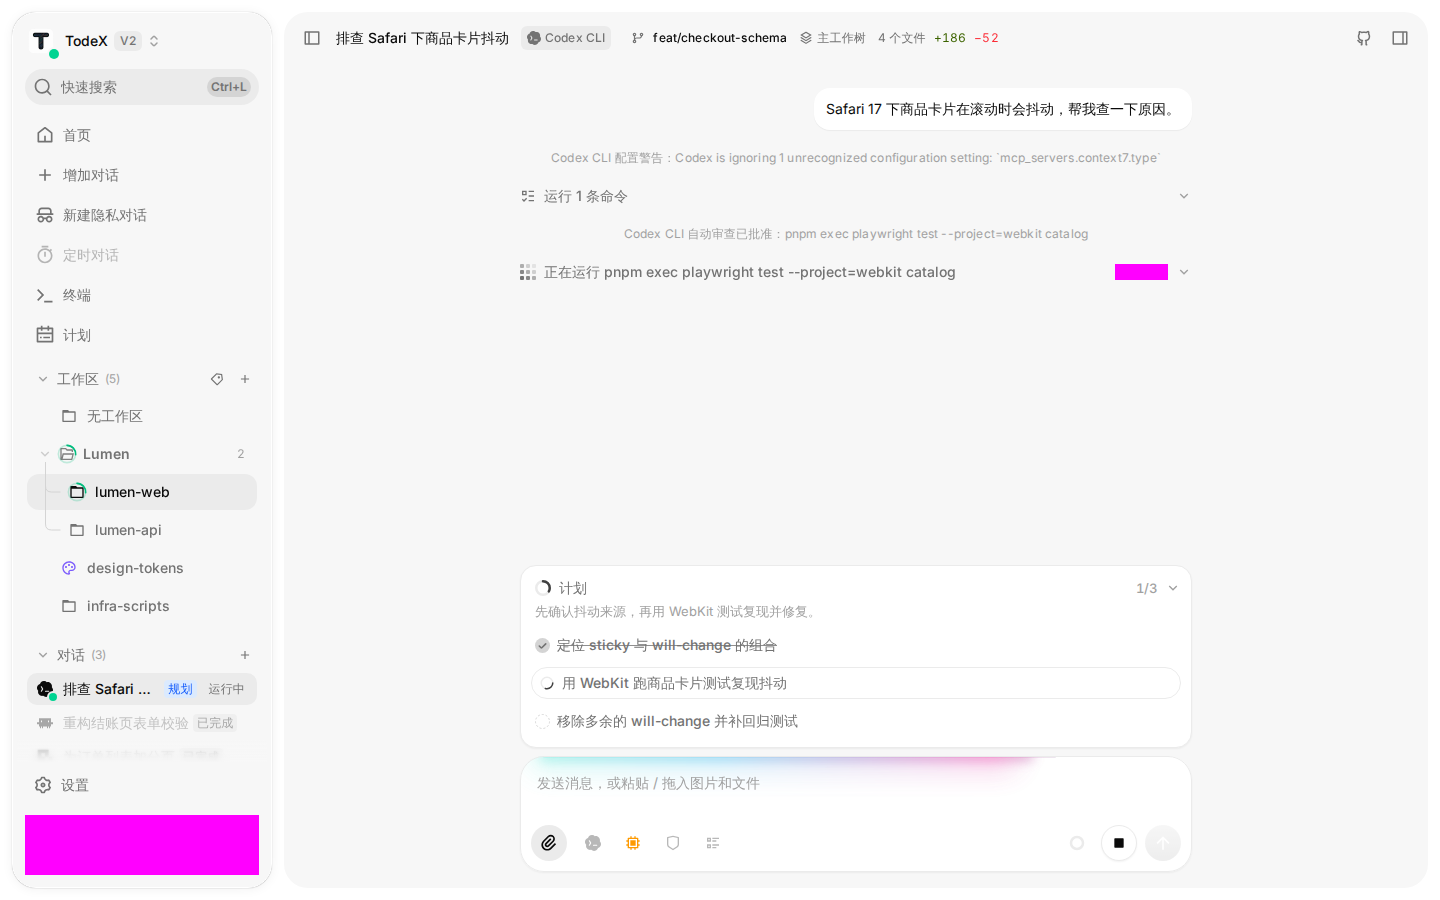 TodeX V2
快速搜索 Ctrl+L
首页
增加对话
新建隐私对话
定时对话
终端
计划
工作区 (5)
无工作区
Lumen 2
lumen-web
lumen-api
design-tokens
infra-scripts
对话 (3)
排查 Safari ... 规划 运行中
重构结账页表单校验 已完成
设置
排查 Safari 下商品卡片抖动 Codex CLI feat/checkout-schema 主工作树 4 个文件 +186 −52
Safari 17 下商品卡片在滚动时会抖动，帮我查一下原因。
Codex CLI 配置警告：Codex is ignoring 1 unrecognized configuration setting: `mcp_servers.context7.type`
运行 1 条命令
Codex CLI 自动审查已批准：pnpm exec playwright test --project=webkit catalog
正在运行 pnpm exec playwright test --project=webkit catalog
计划 1/3
先确认抖动来源，再用 WebKit 测试复现并修复。
定位 sticky 与 will-change 的组合
用 WebKit 跑商品卡片测试复现抖动
移除多余的 will-change 并补回归测试
发送消息，或粘贴 / 拖入图片和文件